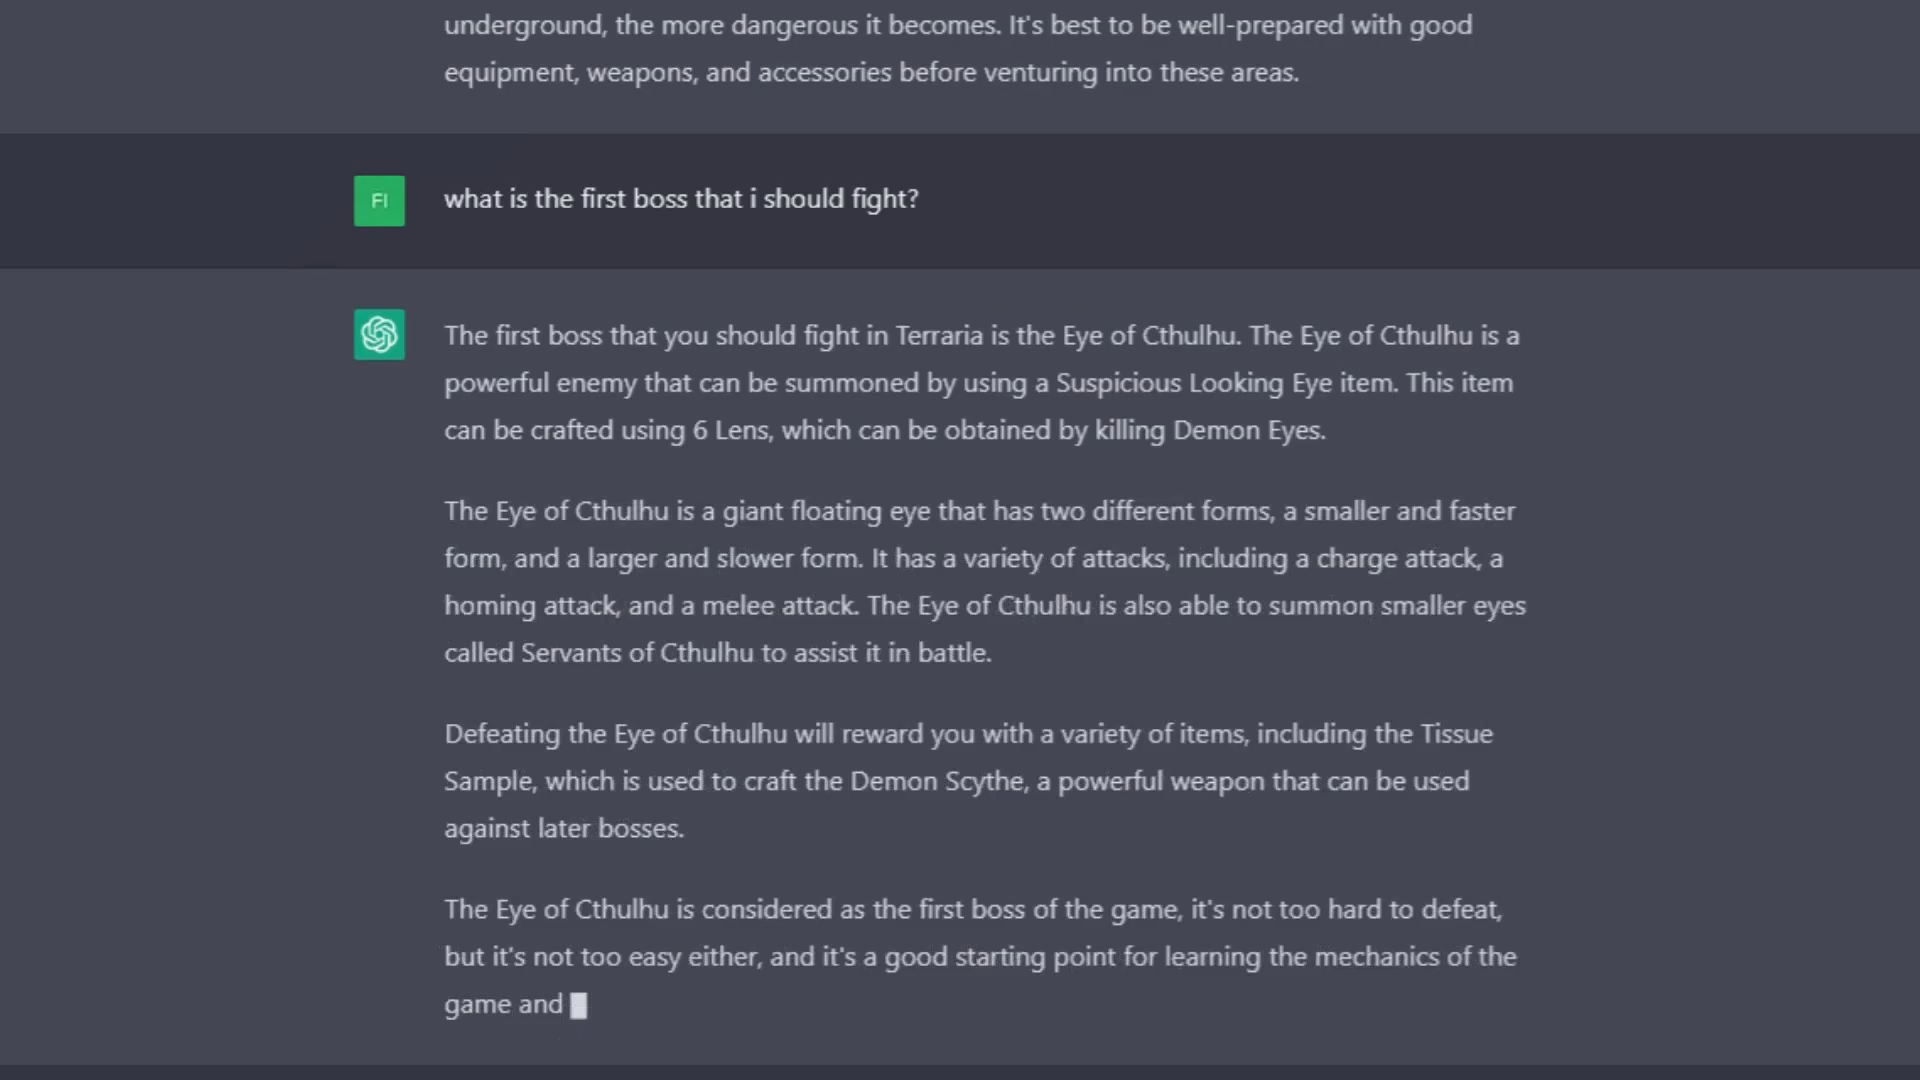 underground, the more dangerous it becomes. It's best to be well-prepared with good
equipment, weapons, and accessories before venturing into these areas.
FI
what is the first boss that i should fight?
The first boss that you should fight in Terraria is the Eye of Cthulhu. The Eye of Cthulhu is a
powerful enemy that can be summoned by using a Suspicious Looking Eye item. This item
can be crafted using 6 Lens, which can be obtained by killing Demon Eyes.
The Eye of Cthulhu is a giant floating eye that has two different forms, a smaller and faster
form, and a larger and slower form. It has a variety of attacks, including a charge attack, a
homing attack, and a melee attack. The Eye of Cthulhu is also able to summon smaller eyes
called Servants of Cthulhu to assist it in battle.
Defeating the Eye of Cthulhu will reward you with a variety of items, including the Tissue
Sample, which is used to craft the Demon Scythe, a powerful weapon that can be used
against later bosses.
The Eye of Cthulhu is considered as the first boss of the game, it's not too hard to defeat,
but it's not too easy either, and it's a good starting point for learning the mechanics of the
game and